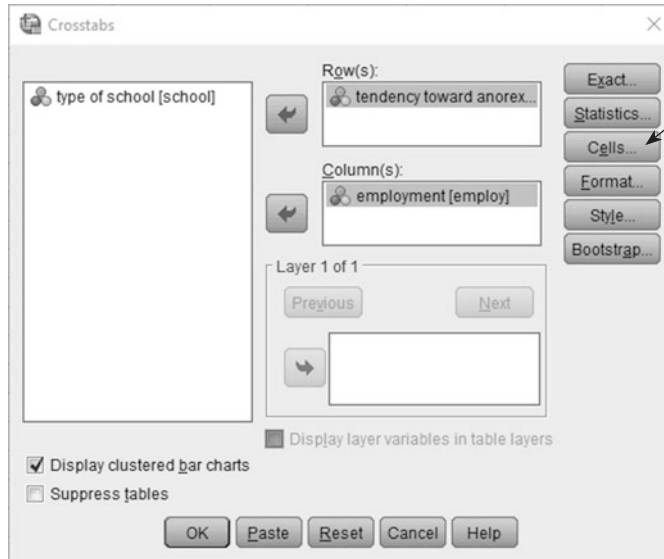 Crosstabs
type of school [school]
Row(s):
tendency toward anorex...
Column(s):
employment [employ]
Layer 1 of 1
Previous
Next
Display layer variables in table layers
Exact...
Statistics...
Cells...
Format...
Style...
Bootstrap...
Display clustered bar charts
Suppress tables
OK Paste Reset Cancel Help